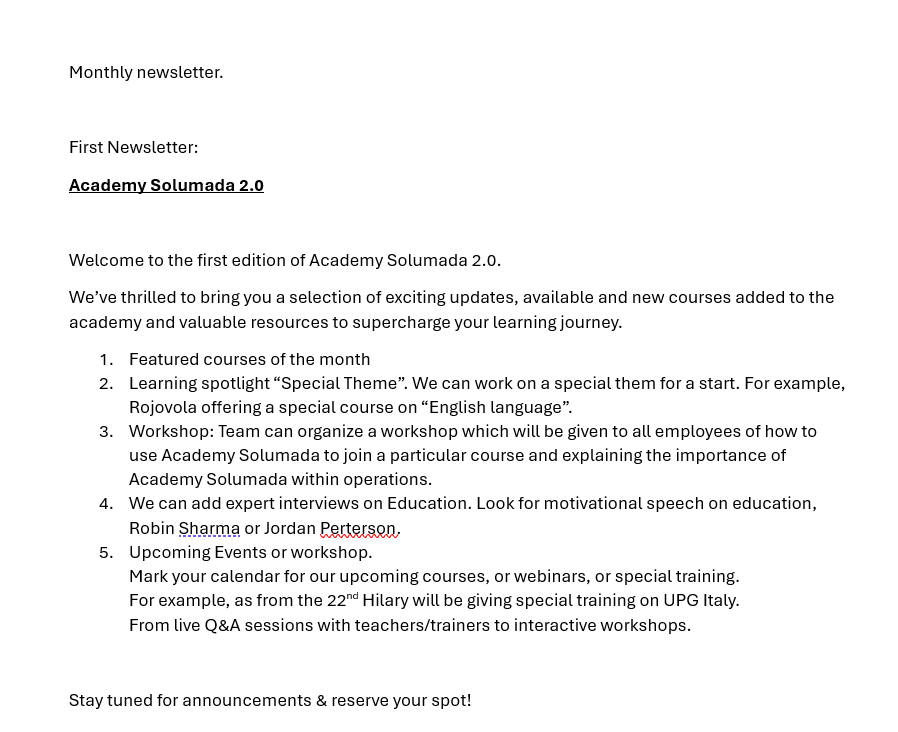 Monthly newsletter.
First Newsletter:
Academy Solumada 2.0
Welcome to the first edition of Academy Solumada 2.0.
We’ve thrilled to bring you a selection of exciting updates, available and new courses added to the
academy and valuable resources to supercharge your learning journey.
1. Featured courses of the month
2. Learning spotlight “Special Theme”. We can work on a special them for a start. For example,
Rojovola offering a special course on “English language”.
3. Workshop: Team can organize a workshop which will be given to all employees of how to
use Academy Solumada to join a particular course and explaining the importance of
Academy Solumada within operations.
4. We can add expert interviews on Education. Look for motivational speech on education,
Robin Sharma or Jordan Perterson.
5. Upcoming Events or workshop.
Mark your calendar for our upcoming courses, or webinars, or special training.
For example, as from the 22nd Hilary will be giving special training on UPG Italy.
From live Q&A sessions with teachers/trainers to interactive workshops.
Stay tuned for announcements & reserve your spot!